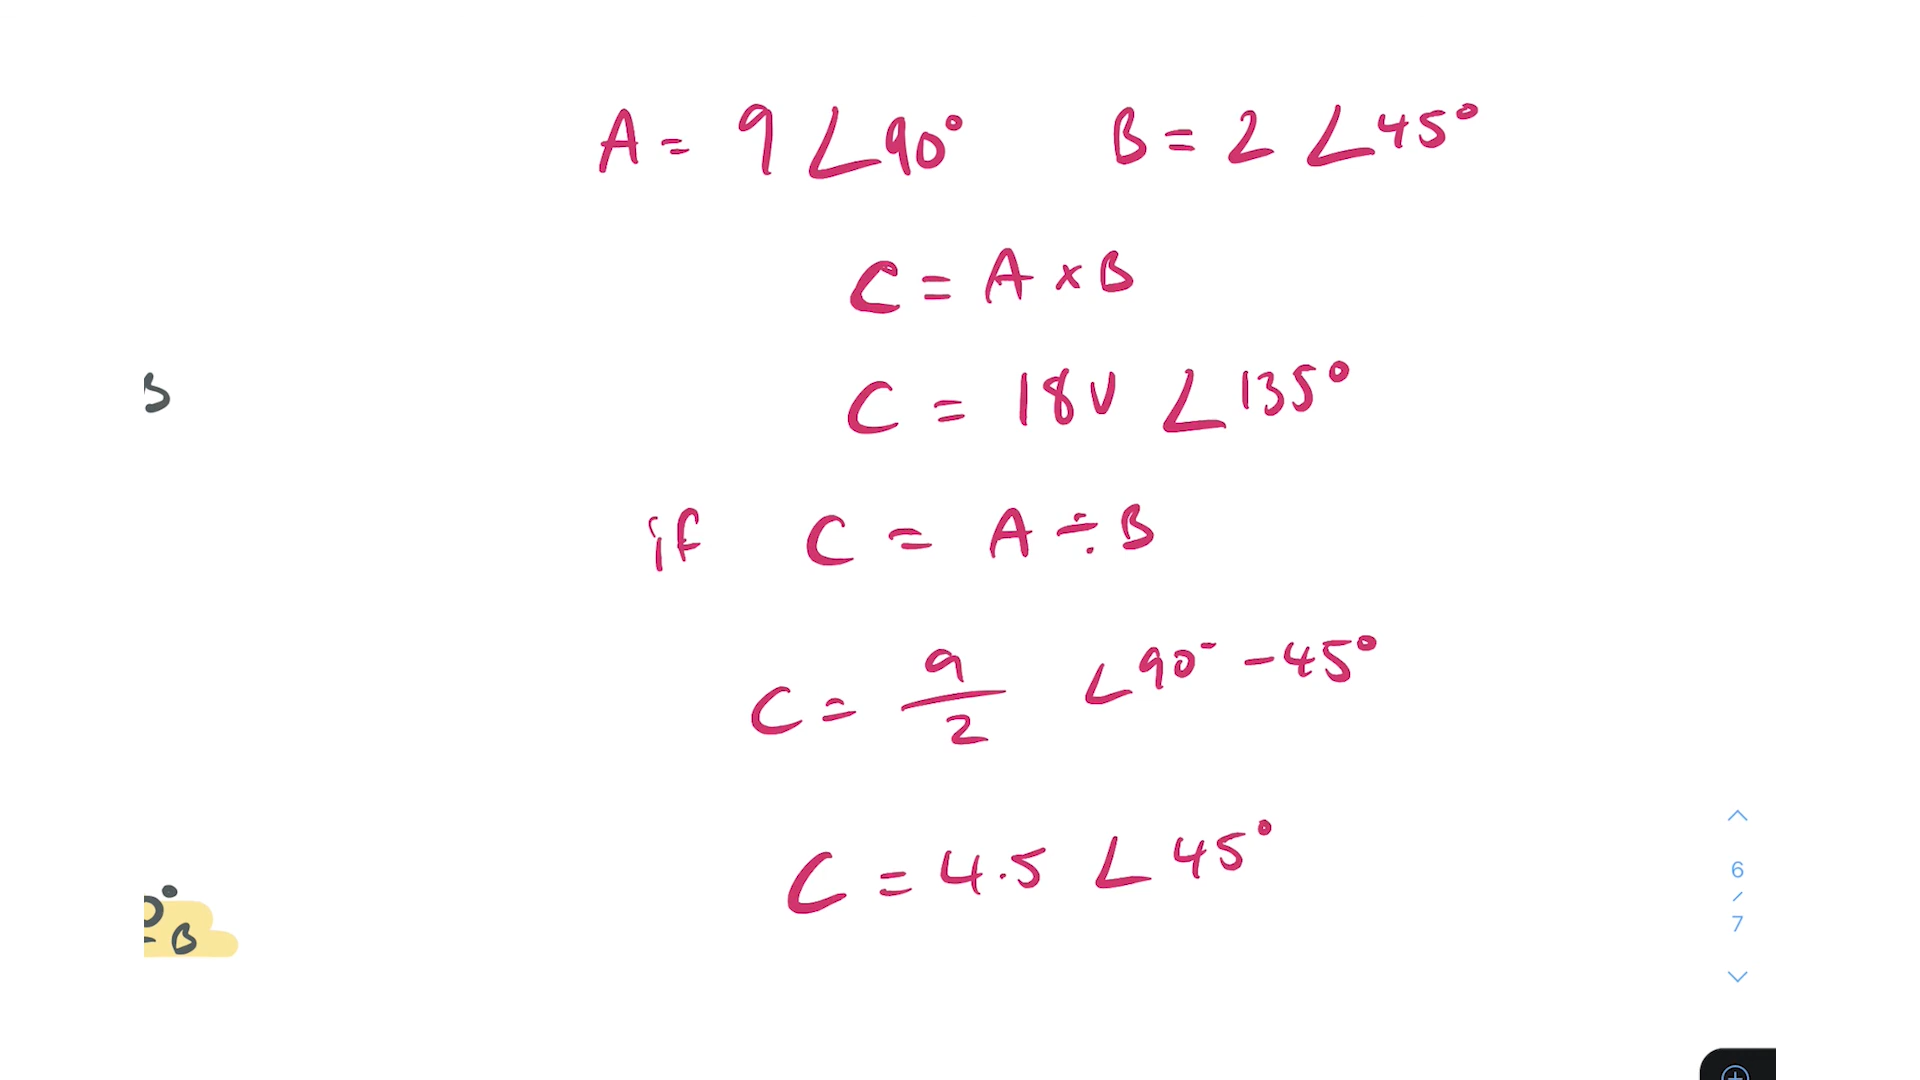 A = 9 ∠90° B = 2 ∠45°
C = A × B
C = 18V ∠135°
if C = A ÷ B
C = 9/2 ∠90° - 45°
C = 4.5 ∠45°
B
6
/
7